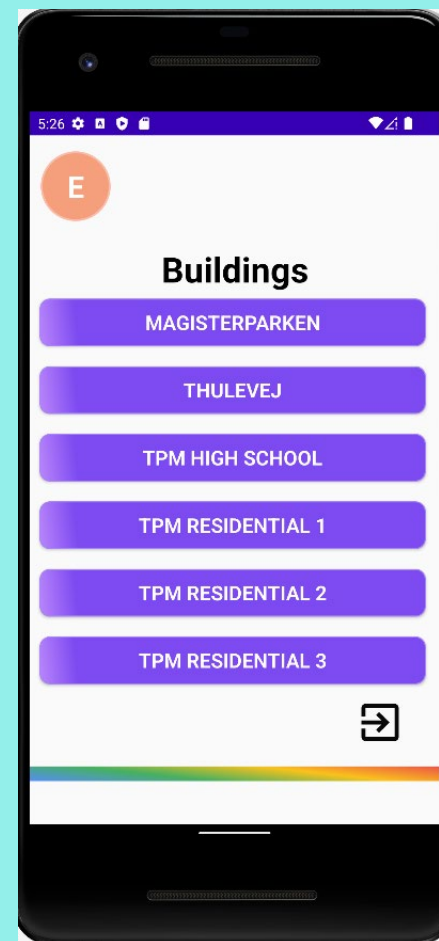 5:26
E
Buildings
MAGISTERPARKEN
THULEVEJ
TPM HIGH SCHOOL
TPM RESIDENTIAL 1
TPM RESIDENTIAL 2
TPM RESIDENTIAL 3